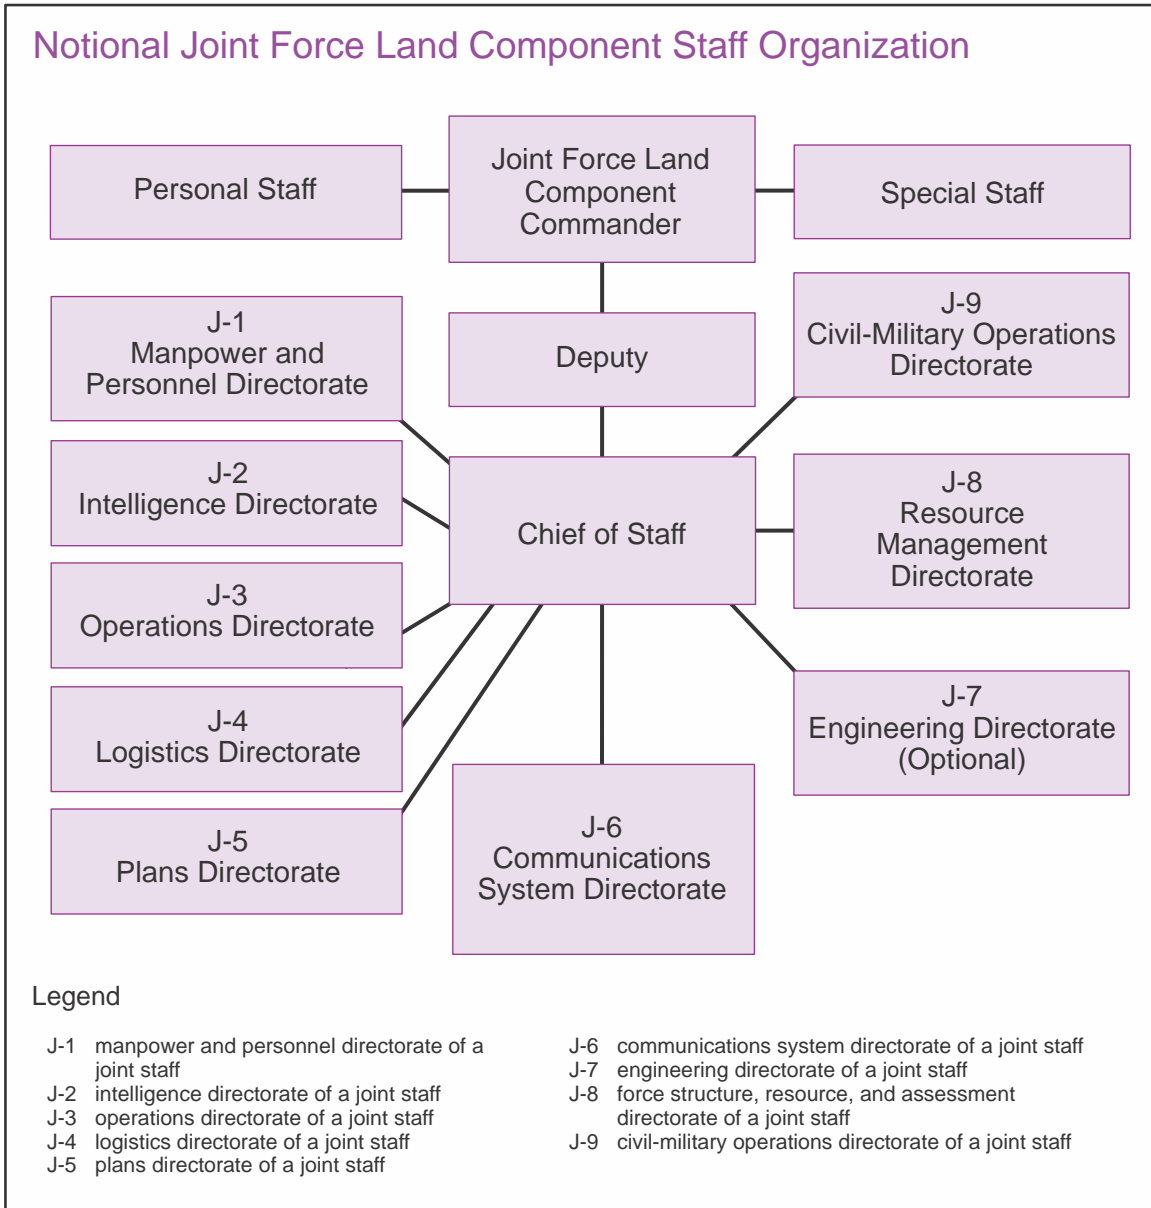 Notional Joint Force Land Component Staff Organization
Personal Staff
Joint Force Land
Component
Commander
Special Staff
J-1
Manpower and
Personnel Directorate
Deputy
J-9
Civil-Military Operations
Directorate
J-2
Intelligence Directorate
Chief of Staff
J-8
Resource
Management
Directorate
J-3
Operations Directorate
J-4
Logistics Directorate
J-7
Engineering Directorate
(Optional)
J-5
Plans Directorate
J-6
Communications
System Directorate
Legend
J-1 manpower and personnel directorate of a
joint staff
J-2 intelligence directorate of a joint staff
J-3 operations directorate of a joint staff
J-4 logistics directorate of a joint staff
J-5 plans directorate of a joint staff
J-6 communications system directorate of a joint staff
J-7 engineering directorate of a joint staff
J-8 force structure, resource, and assessment
directorate of a joint staff
J-9 civil-military operations directorate of a joint staff